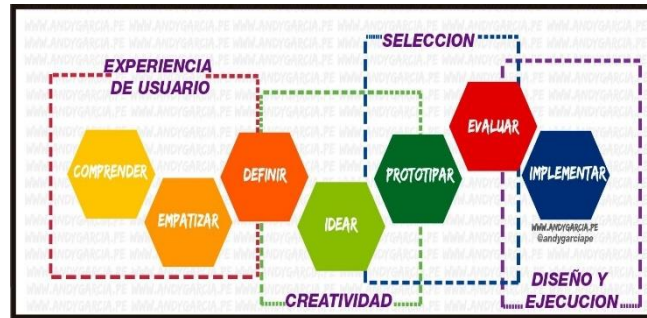 SELECCION
EXPERIENCIA
DE USUARIO
COMPRENDER
EMPATIZAR
DEFINIR
IDEAR
PROTOTIPAR
EVALUAR
IMPLEMENTAR
WWW.ANDYGARCIA.PE
@andygarciape
CREATIVIDAD
DISEÑO Y
EJECUCION